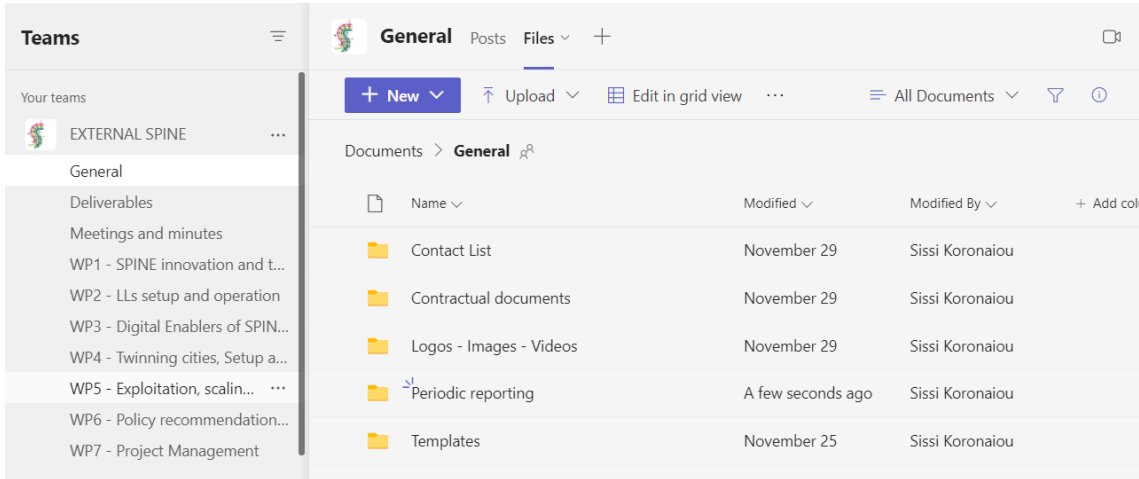 Teams
Your teams
EXTERNAL SPINE ...
General
Deliverables
Meetings and minutes
WP1 - SPINE innovation and t...
WP2 - LLs setup and operation
WP3 - Digital Enablers of SPIN...
WP4 - Twinning cities, Setup a...
WP5 - Exploitation, scalin... ...
WP6 - Policy recommendation...
WP7 - Project Management
General Posts Files +
+ New Upload Edit in grid view ... All Documents
Documents > General
Name Modified Modified By + Add col
Contact List November 29 Sissi Koronaiou
Contractual documents November 29 Sissi Koronaiou
Logos - Images - Videos November 29 Sissi Koronaiou
Periodic reporting A few seconds ago Sissi Koronaiou
Templates November 25 Sissi Koronaiou